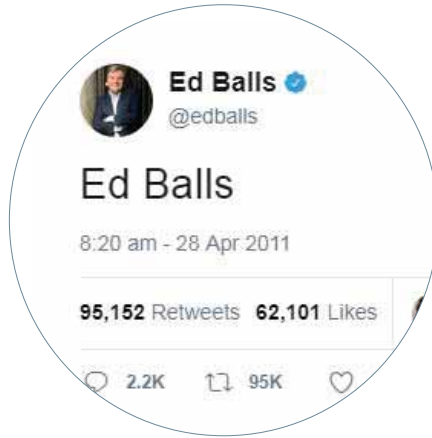 Ed Balls
@edballs
Ed Balls
8:20 am - 28 Apr 2011
95,152 Retweets 62,101 Likes
2.2K 95K